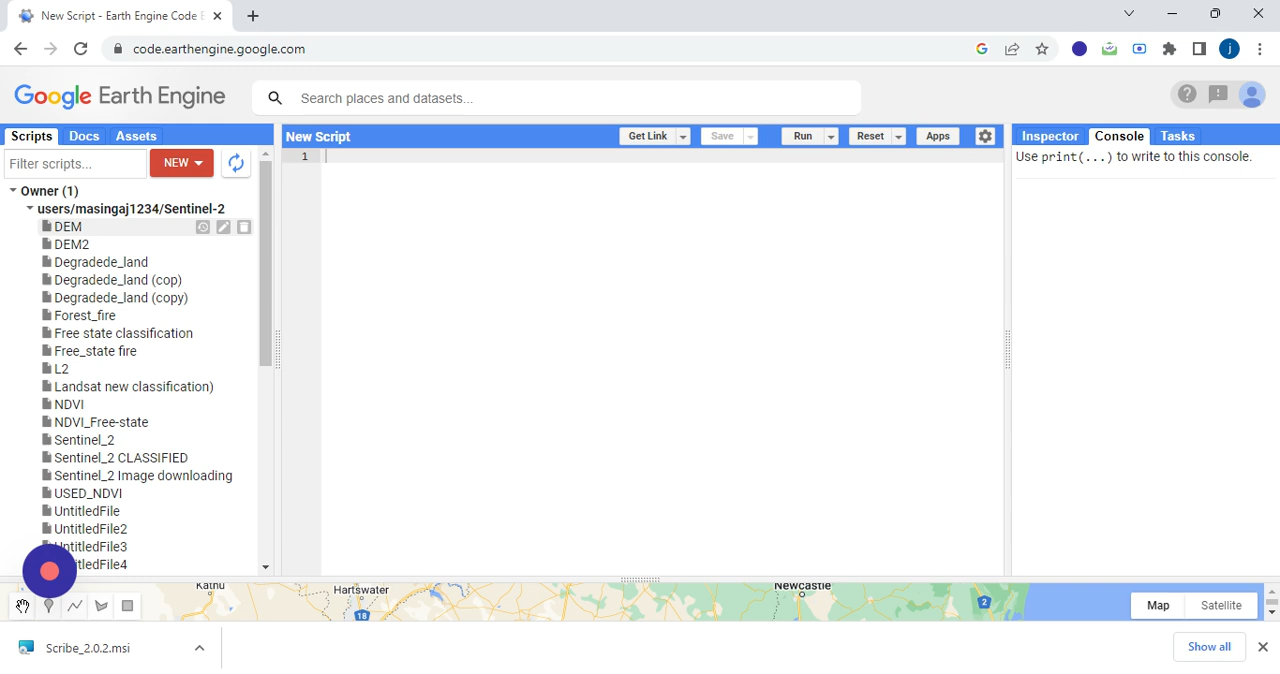 New Script - Earth Engine Code E
code.earthengine.google.com
j
Google Earth Engine
Search places and datasets...
Scripts Docs Assets
New Script
Get Link Save Run Reset Apps
Inspector Console Tasks
Filter scripts...
NEW
1
Use print(...) to write to this console.
Owner (1)
users/masingaj1234/Sentinel-2
DEM
DEM2
Degradede_land
Degradede_land (cop)
Degradede_land (copy)
Forest_fire
Free state classification
Free_state fire
L2
Landsat new classification)
NDVI
NDVI_Free-state
Sentinel_2
Sentinel_2 CLASSIFIED
Sentinel_2 Image downloading
USED_NDVI
UntitledFile
UntitledFile2
UntitledFile3
tledFile4
Kathu
Hartswater
Newcastle
2
18
Map Satellite
Scribe_2.0.2.msi
Show all